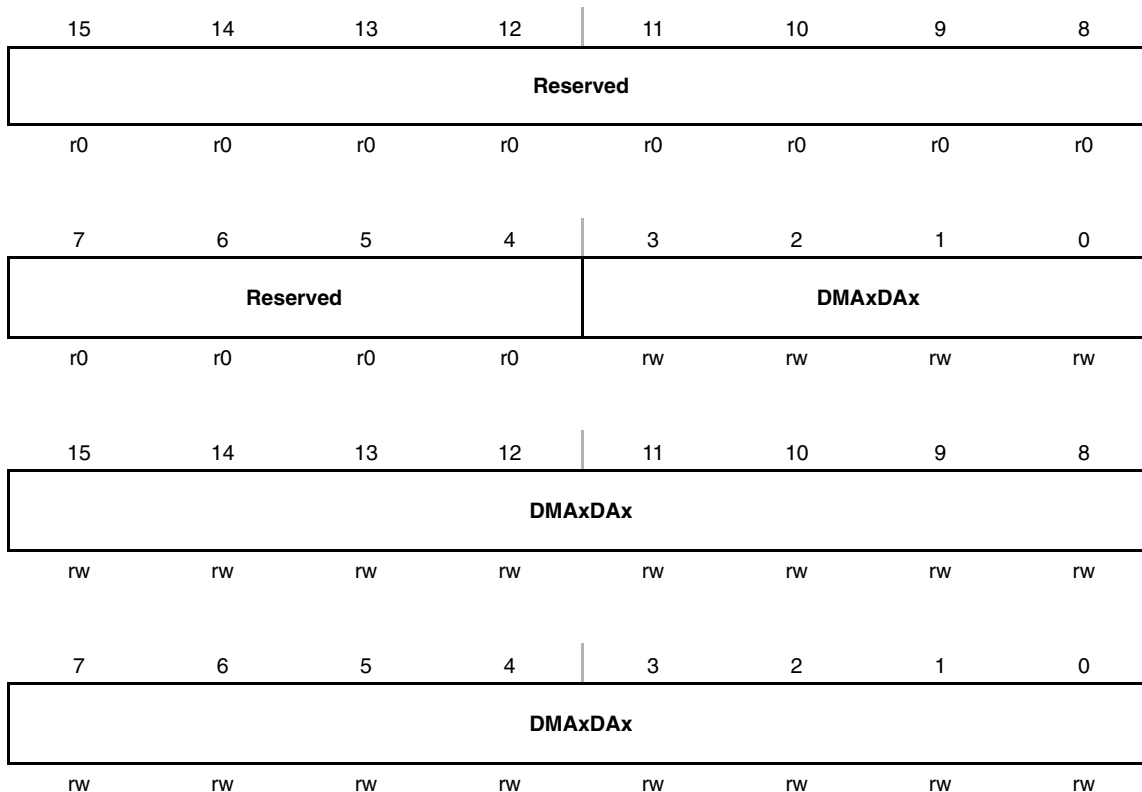 15 14 13 12 11 10 9 8
Reserved
r0 r0 r0 r0 r0 r0 r0 r0
7 6 5 4 3 2 1 0
Reserved DMAxDAx
r0 r0 r0 r0 rw rw rw rw
15 14 13 12 11 10 9 8
DMAxDAx
rw rw rw rw rw rw rw rw
7 6 5 4 3 2 1 0
DMAxDAx
rw rw rw rw rw rw rw rw